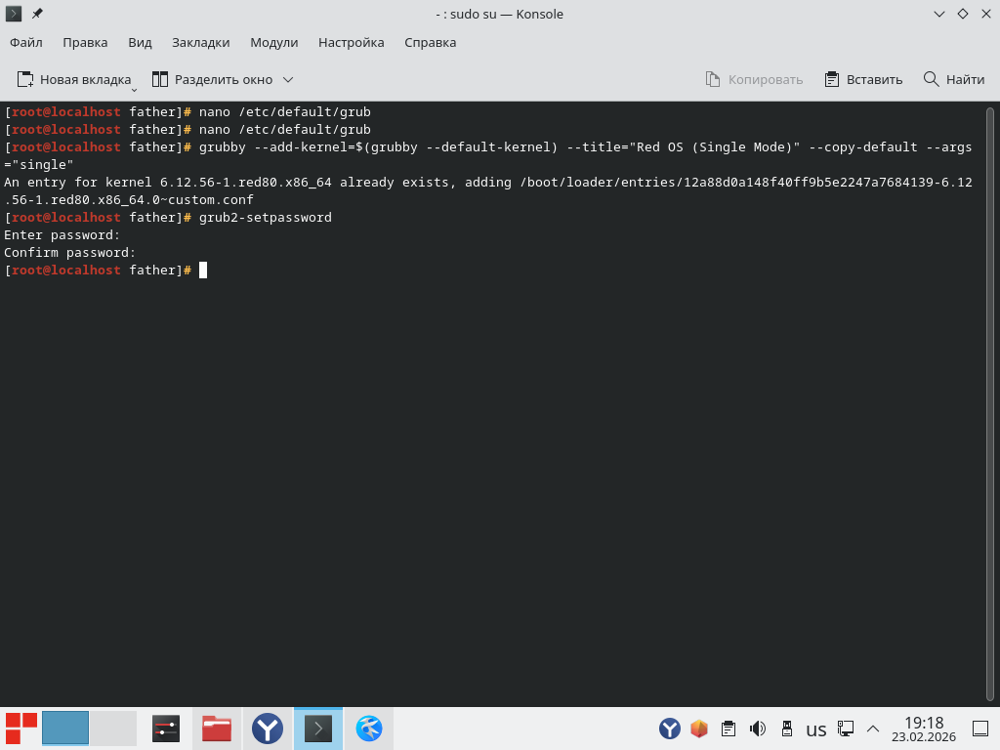 - : sudo su — Konsole
Файл Правка Вид Закладки Модули Настройка Справка
Новая вкладка Разделить окно Копировать Вставить Найти
[root@localhost father]# nano /etc/default/grub
[root@localhost father]# nano /etc/default/grub
[root@localhost father]# grubby --add-kernel=$(grubby --default-kernel) --title="Red OS (Single Mode)" --copy-default --args
="single"
An entry for kernel 6.12.56-1.red80.x86_64 already exists, adding /boot/loader/entries/12a88d0a148f40ff9b5e2247a7684139-6.12
.56-1.red80.x86_64.0~custom.conf
[root@localhost father]# grub2-setpassword
Enter password:
Confirm password:
[root@localhost father]#
us 19:18
23.02.2026